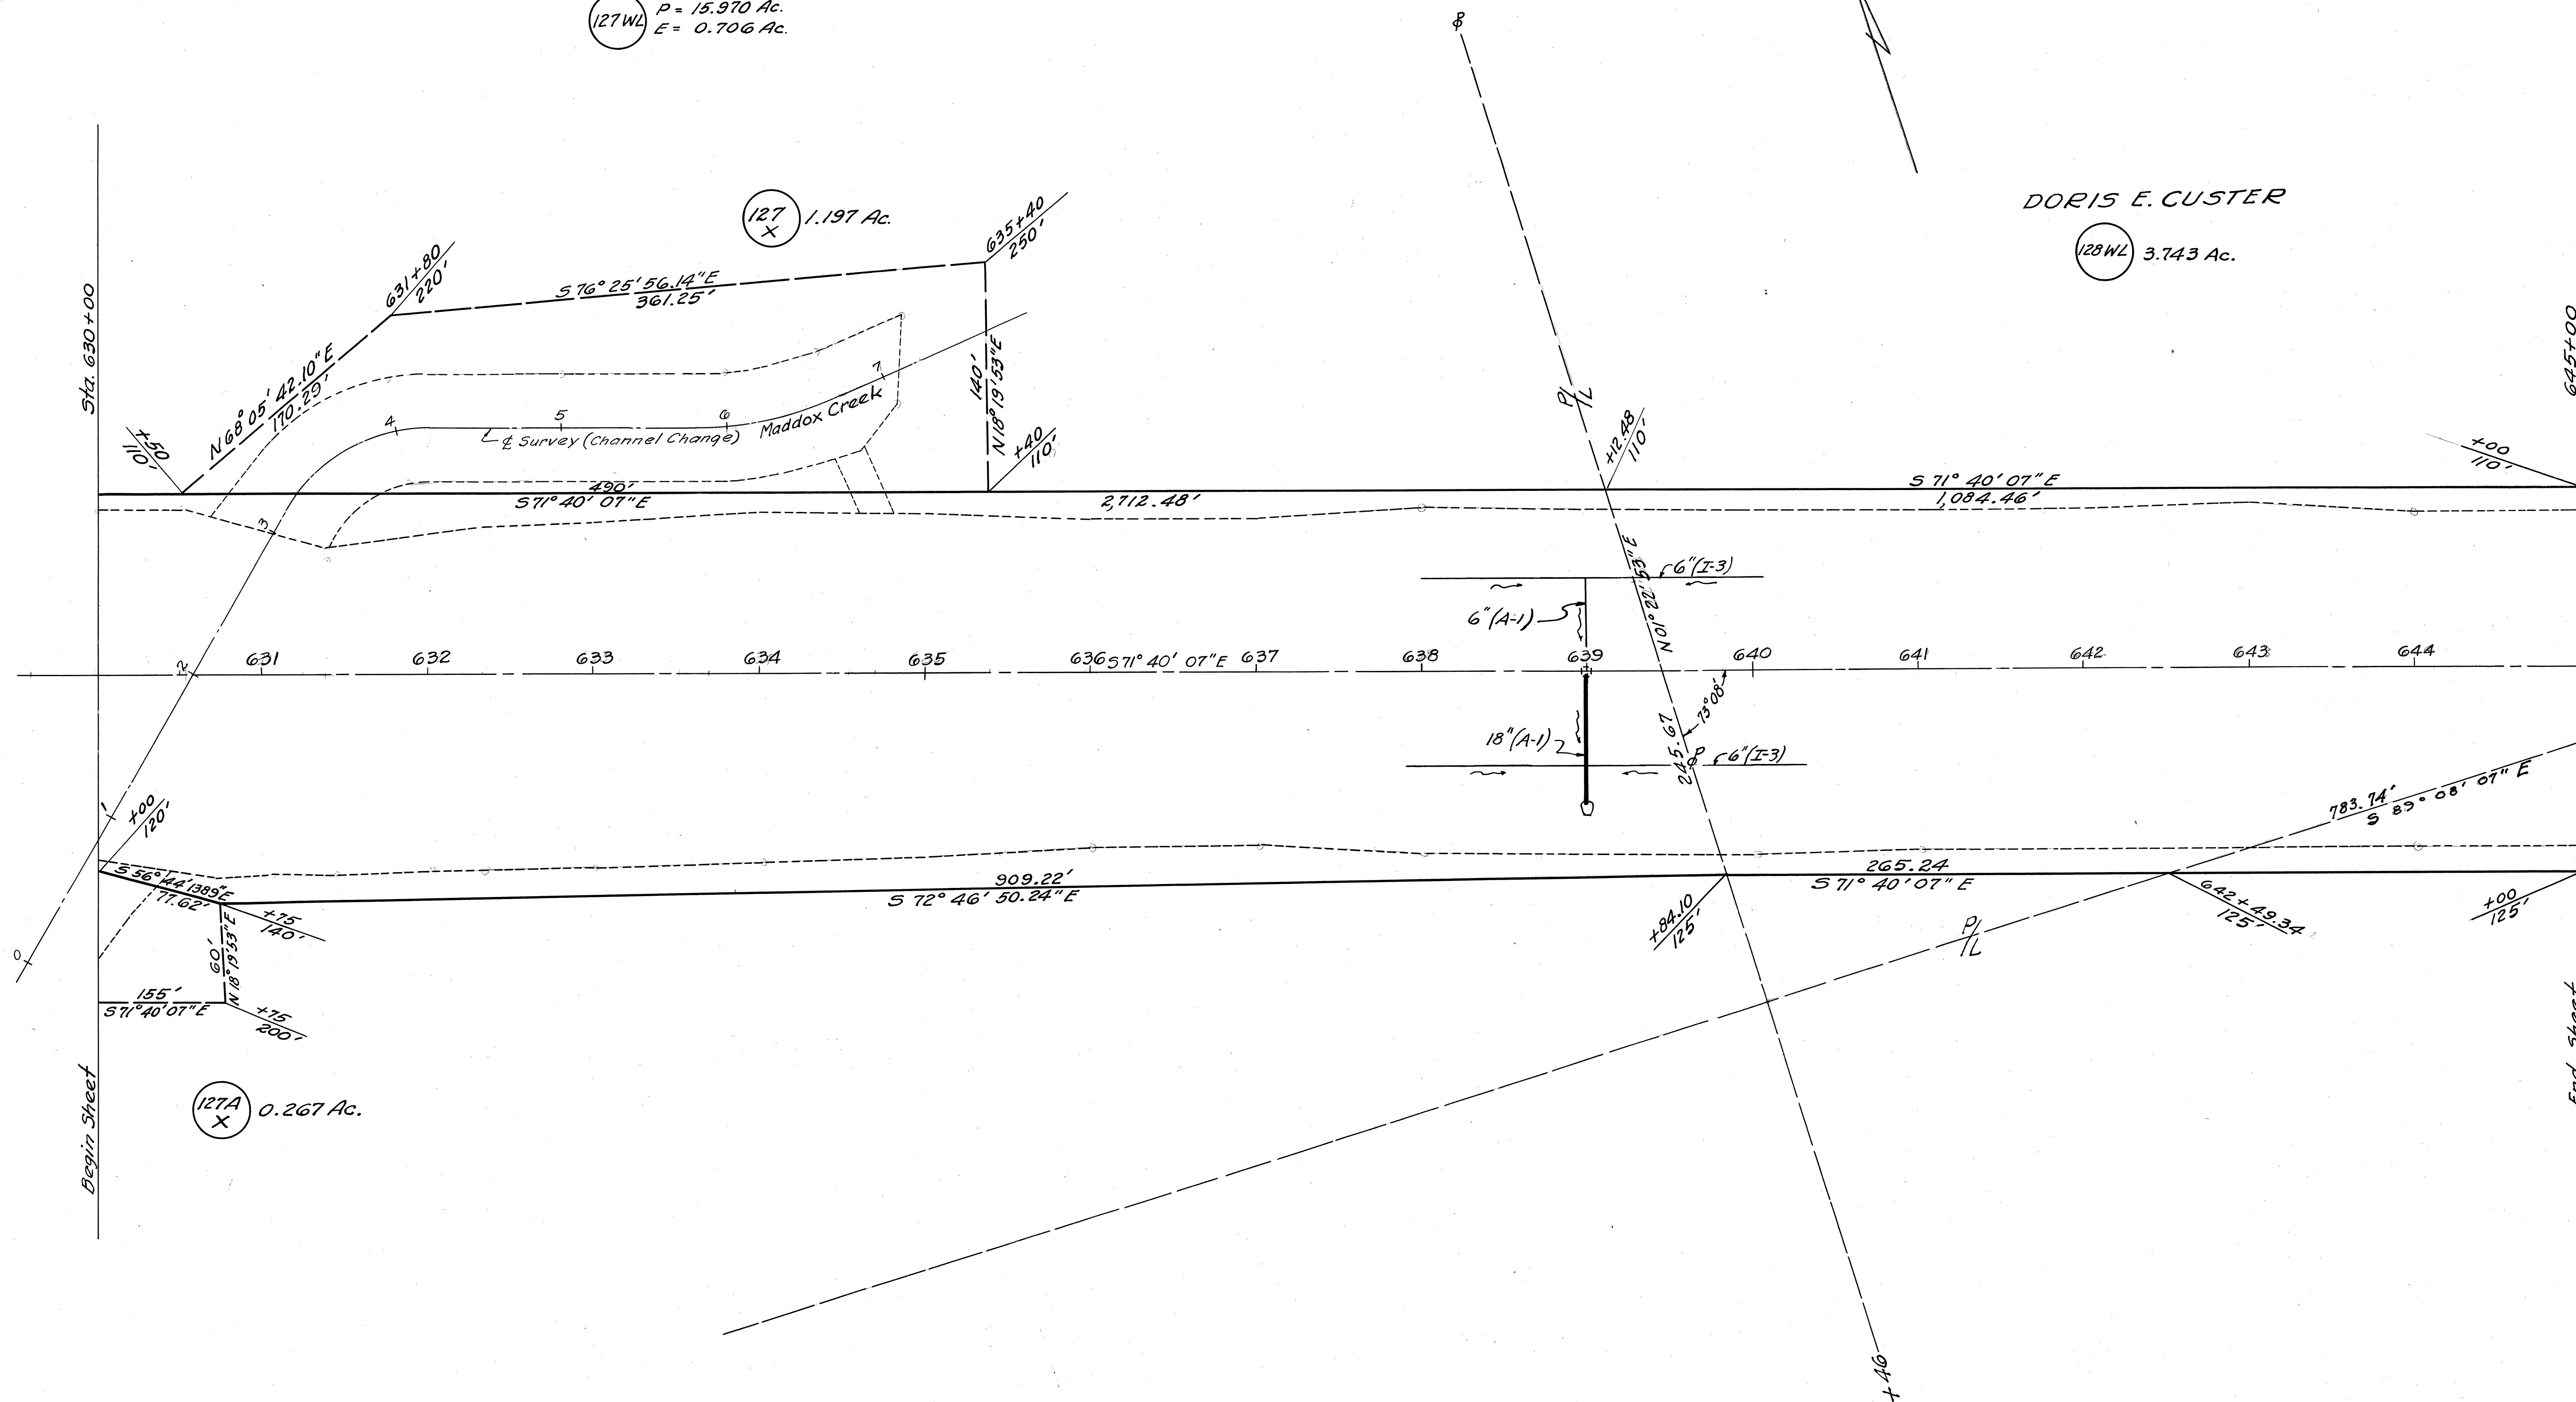 127WL P = 15.970 Ac.
E = 0.706 Ac.
DORIS E. CUSTER
128WL 3.743 Ac.
127 X 1.197 Ac.
635+40
250'
631+80
220'
S 76° 25' 56.14" E
361.25'
Sta. 630+00
645+00
N 68° 05' 42.10" E
170.29'
+50
110'
4 5 6 7
℄ Survey (Channel Change)
Maddox Creek
140'
N 18° 19' 53" E
+40
110'
P/L
+12.48
110'
+00
110'
490'
S 71° 40' 07" E
2,712.48'
S 71° 40' 07" E
1,084.46'
3
6" (I-3)
6" (A-1)
N 01° 22' 53" E
245.67
2
631 632 633 634 635 636 S 71° 40' 07" E 637 638 639 640 641 642 643 644
73° 08'
18" (A-1)
P
6" (I-3)
1
+00
120'
783.74'
S 89° 08' 07" E
S 56° 44' 1389" E
77.62'
909.22'
S 72° 46' 50.24" E
265.24
S 71° 40' 07" E
+75
140'
+84.10
125'
642+49.34
125'
+00
125'
0
60'
N 18° 19' 53" E
P/L
155'
S 71° 40' 07" E
+75
200'
Begin Sheet
End Sheet
127A X 0.267 Ac.
+46